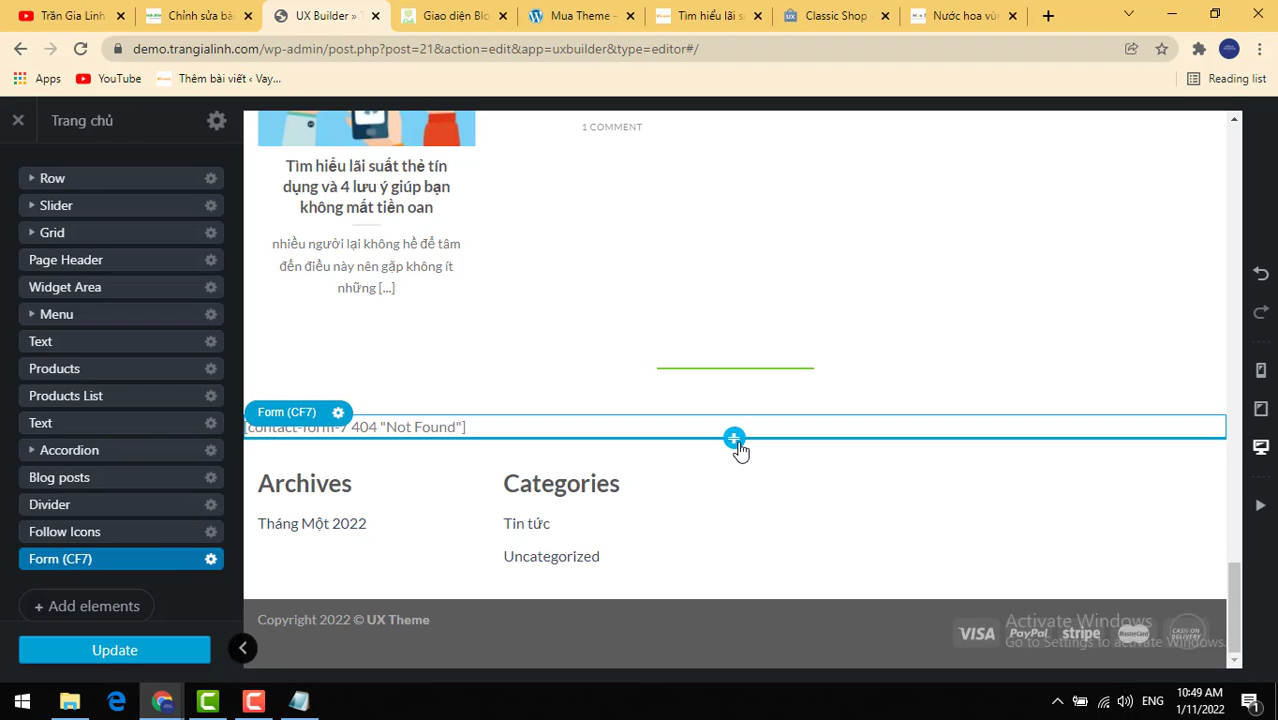 Trần Gia Linh
Chỉnh sửa bà
UX Builder » T
Giao diện Blo
Mua Theme –
Tìm hiểu lãi su
Classic Shop
Nước hoa vù
demo.trangialinh.com/wp-admin/post.php?post=21&action=edit&app=uxbuilder&type=editor#/
Apps
YouTube
Thêm bài viết ‹ Vay...
Reading list
Trang chủ
Row
Slider
Grid
Page Header
Widget Area
Menu
Text
Products
Products List
Text
Accordion
Blog posts
Divider
Follow Icons
Form (CF7)
+ Add elements
Update
1 COMMENT
Tìm hiểu lãi suất thẻ tín
dụng và 4 lưu ý giúp bạn
không mất tiền oan
nhiều người lại không hề để tâm
đến điều này nên gặp không ít
những [...]
Form (CF7)
[contact-form-7 404 "Not Found"]
Archives
Categories
Tháng Một 2022
Tin tức
Uncategorized
Copyright 2022 © UX Theme
VISA
PayPal
stripe
MasterCard
CASH ON
DELIVERY
Activate Windows
Go to Settings to activate Windows.
ENG
10:49 AM
1/11/2022
1